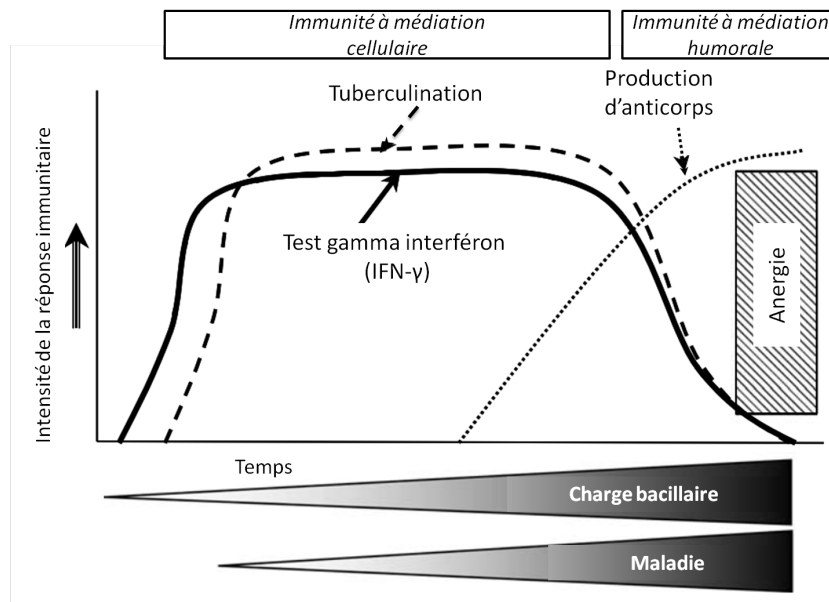 Immunité à médiation
cellulaire
Immunité à médiation
humorale
Tuberculination
Production
d'anticorps
Test gamma interféron
(IFN-γ)
Intensité de la réponse immunitaire
Anergie
Temps
Charge bacillaire
Maladie